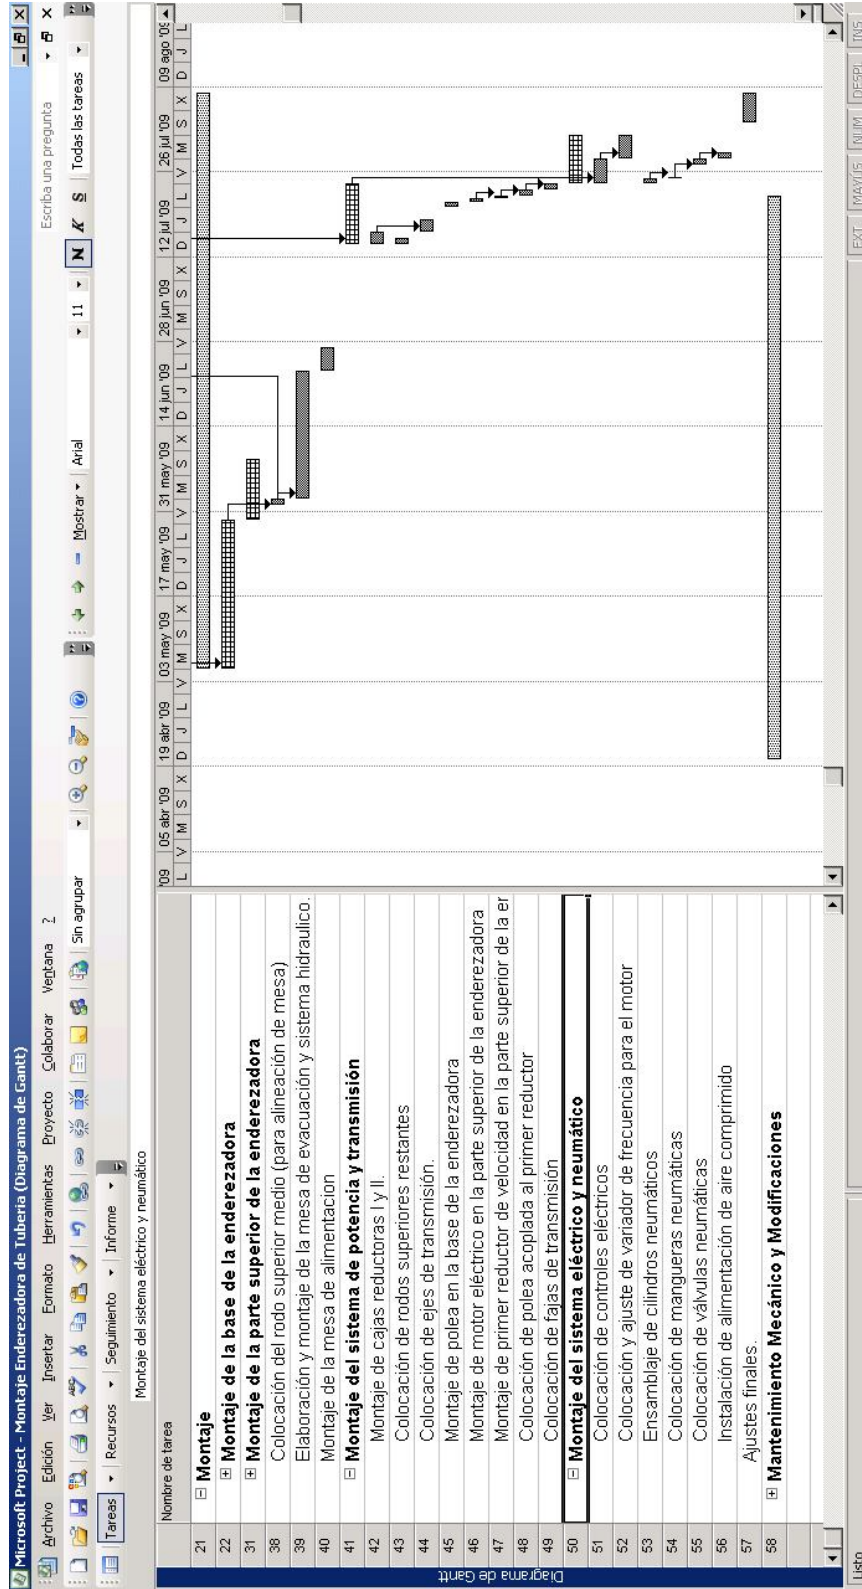 Microsoft Project - Montaje Enderezadora de Tuberia (Diagrama de Gantt)
Archivo Edición Ver Insertar Formato Herramientas Proyecto Colaborar Ventana ? Escriba una pregunta
Sin agrupar Mostrar Arial 11 N K S Todas las tareas
Tareas Recursos Seguimiento Informe
Montaje del sistema eléctrico y neumático
Nombre de tarea
'09 05 abr '09 19 abr '09 03 may '09 17 may '09 31 may '09 14 jun '09 28 jun '09 12 jul '09 26 jul '09 09 ago '09
L V M S X D J L V M S X D J L V M S X D J L V M S X D J L V M S X D J L
21 Montaje
22 Montaje de la base de la enderezadora
31 Montaje de la parte superior de la enderezadora
38 Colocación del rodo superior medio (para alineación de mesa)
39 Elaboración y montaje de la mesa de evacuación y sistema hidraulico.
40 Montaje de la mesa de alimentacion
41 Montaje del sistema de potencia y transmisión
42 Montaje de cajas reductoras I y II.
43 Colocación de rodos superiores restantes
44 Colocación de ejes de transmisión.
45 Montaje de polea en la base de la enderezadora
46 Montaje de motor eléctrico en la parte superior de la enderezadora
47 Montaje de primer reductor de velocidad en la parte superior de la er
48 Colocación de polea acoplada al primer reductor
49 Colocación de fajas de transmisión
50 Montaje del sistema eléctrico y neumático
51 Colocación de controles eléctricos
52 Colocación y ajuste de variador de frecuencia para el motor
53 Ensamblaje de cilindros neumáticos
54 Colocación de mangueras neumáticas
55 Colocación de válvulas neumáticas
56 Instalación de alimentación de aire comprimido
57 Ajustes finales.
58 Mantenimiento Mecánico y Modificaciones
Diagrama de Gantt
Listo EXT MAYÚS NUM DESPL INS